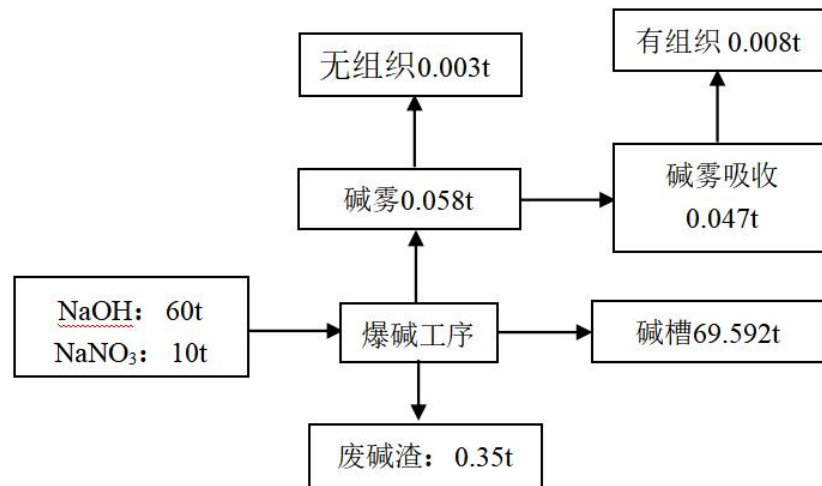 无组织0.003t
有组织 0.008t
碱雾0.058t
碱雾吸收
0.047t
NaOH： 60t
NaNO₃： 10t
爆碱工序
碱槽69.592t
废碱渣： 0.35t